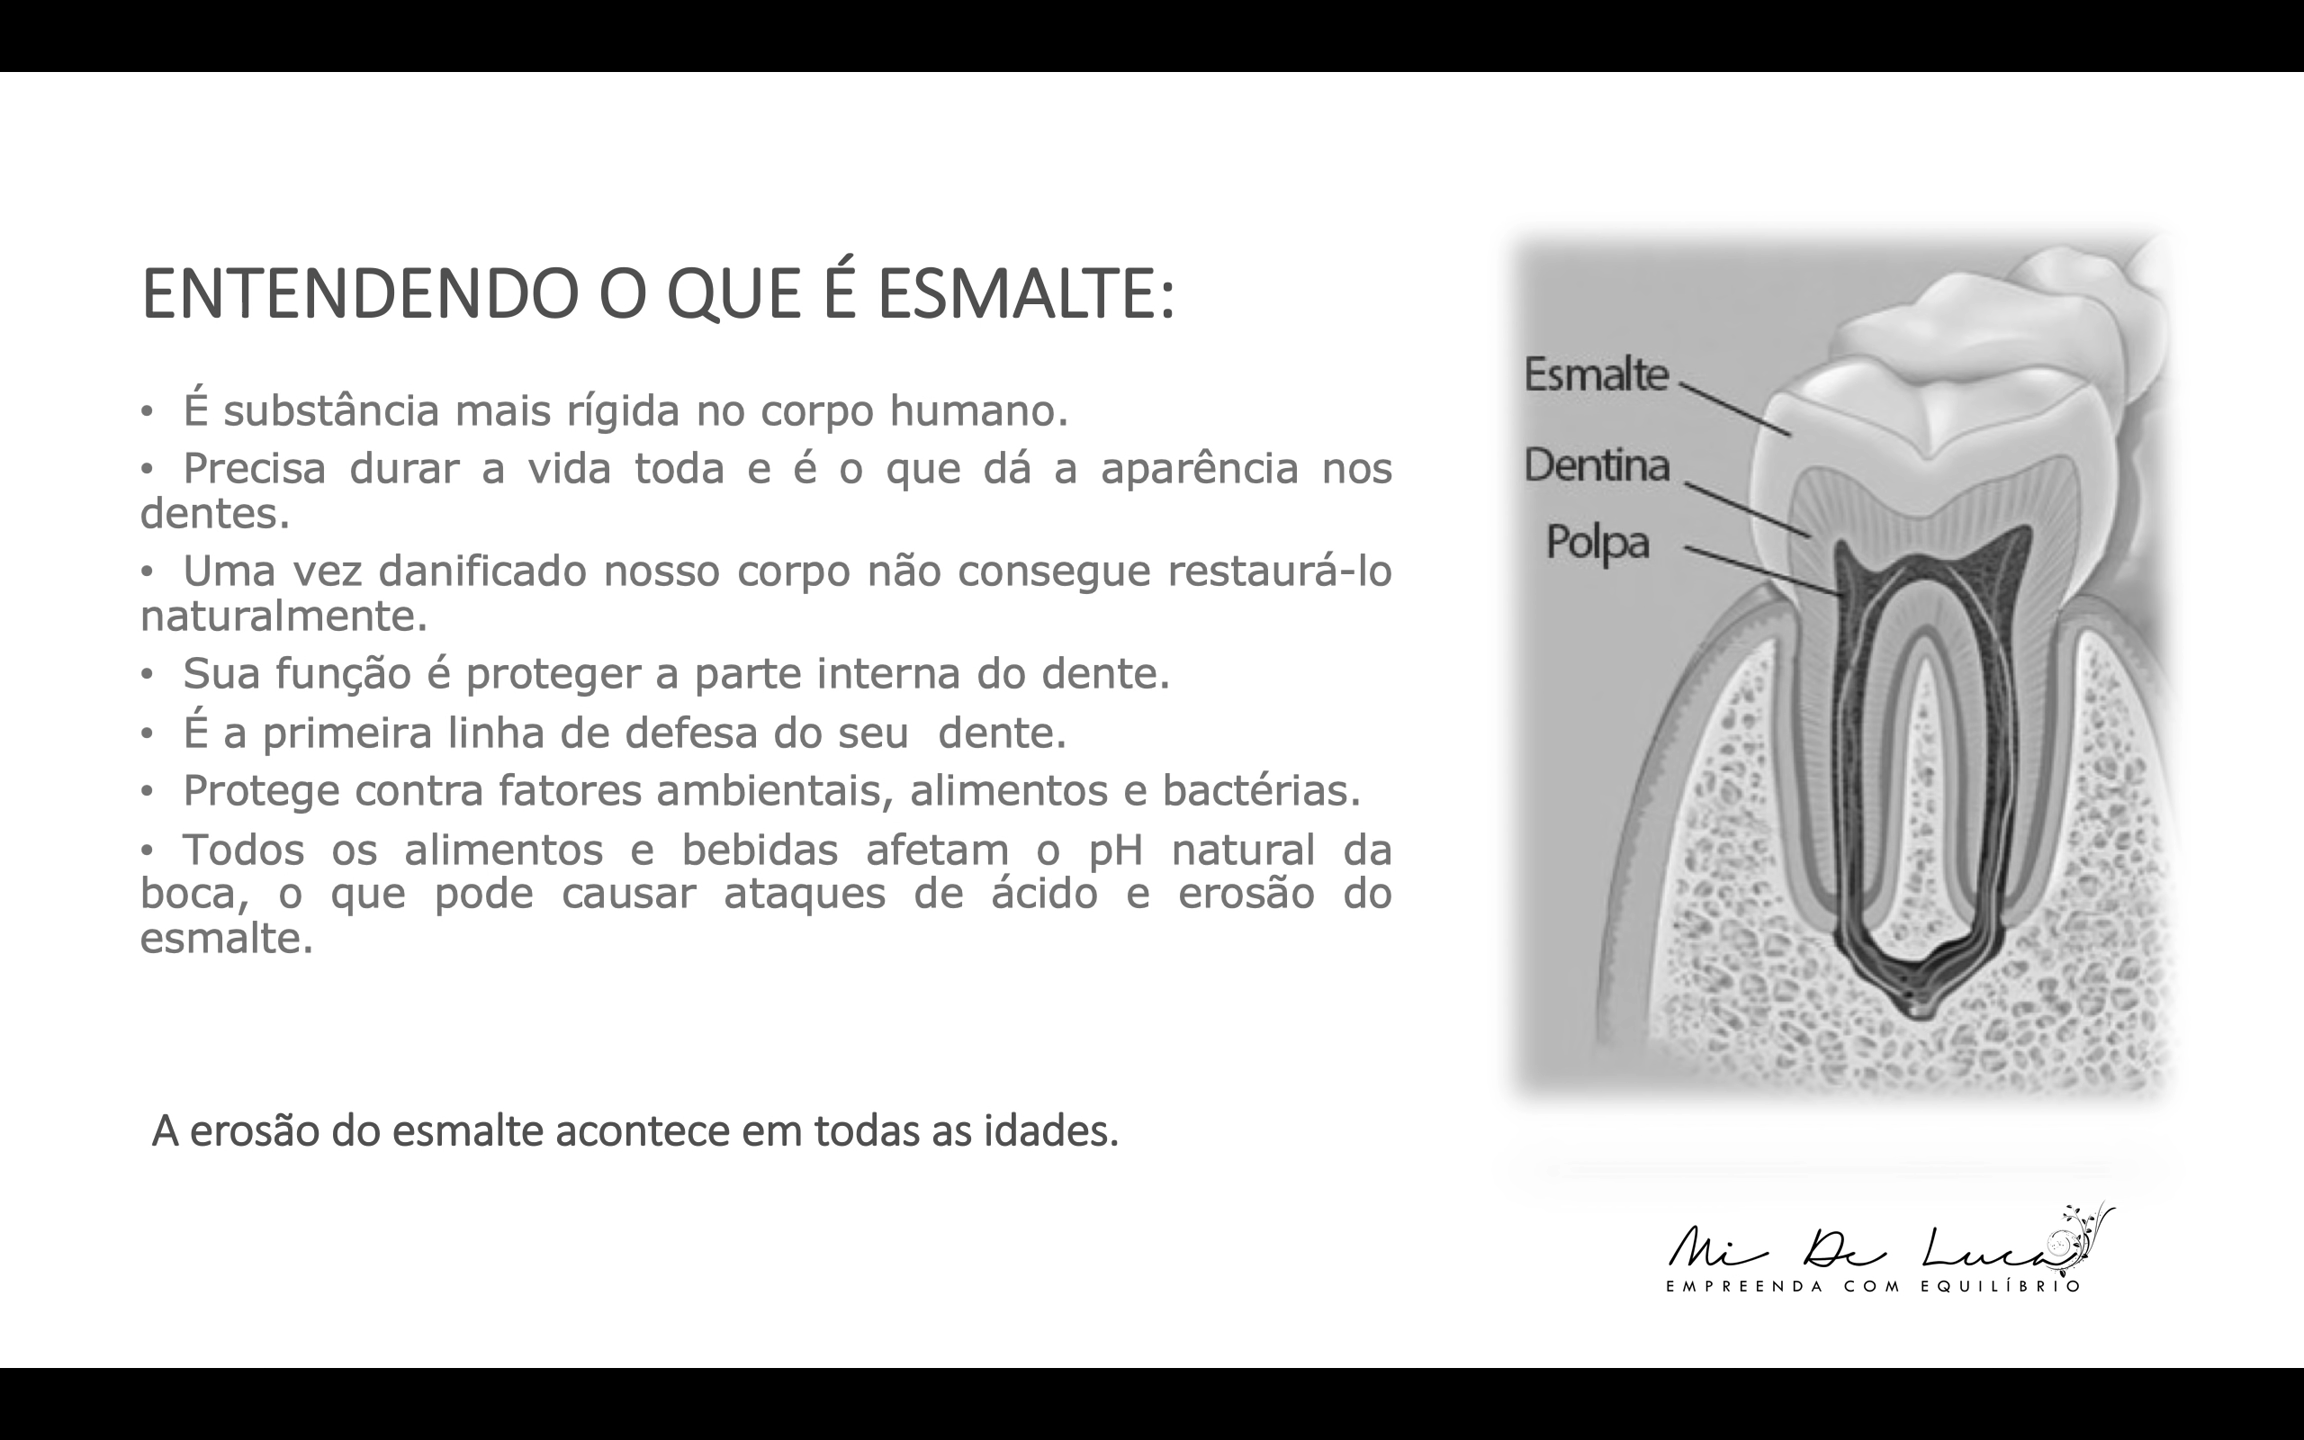 ENTENDENDO O QUE É ESMALTE:
• É substância mais rígida no corpo humano.
• Precisa durar a vida toda e é o que dá a aparência nos
dentes.
• Uma vez danificado nosso corpo não consegue restaurá-lo
naturalmente.
• Sua função é proteger a parte interna do dente.
• É a primeira linha de defesa do seu  dente.
• Protege contra fatores ambientais, alimentos e bactérias.
• Todos os alimentos e bebidas afetam o pH natural da
boca, o que pode causar ataques de ácido e erosão do
esmalte.
A erosão do esmalte acontece em todas as idades.
Esmalte
Dentina
Polpa
Mi De Luca
EMPREENDA COM EQUILÍBRIO